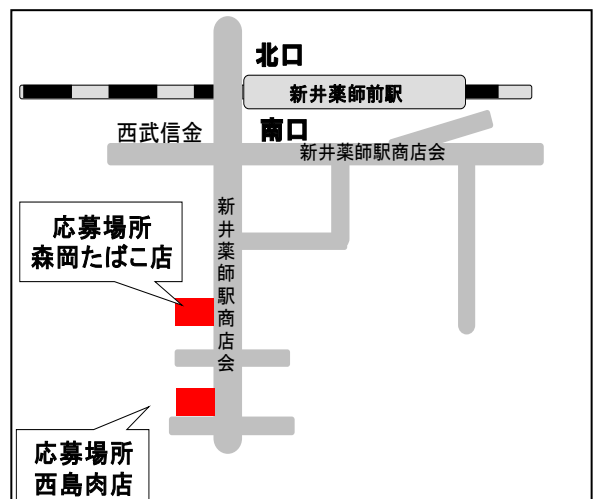 北口
新井薬師前駅
西武信金
南口
新井薬師駅商店会
新井薬師駅商店会
応募場所
森岡たばこ店
応募場所
西島肉店